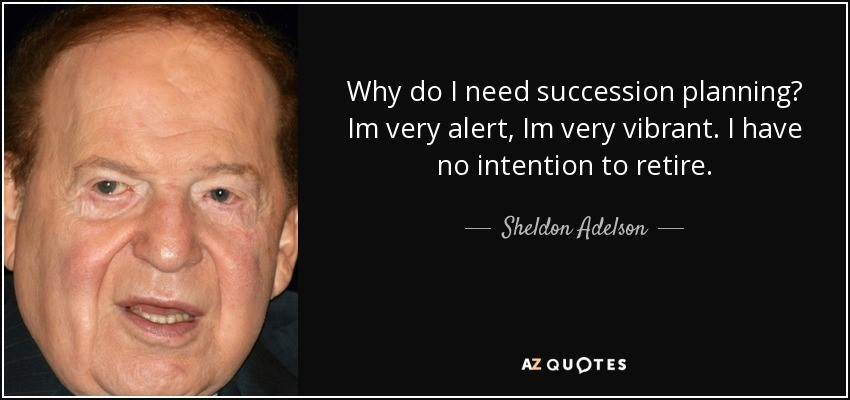 Why do I need succession planning?
Im very alert, Im very vibrant. I have
no intention to retire.
Sheldon Adelson
AZ QUOTES